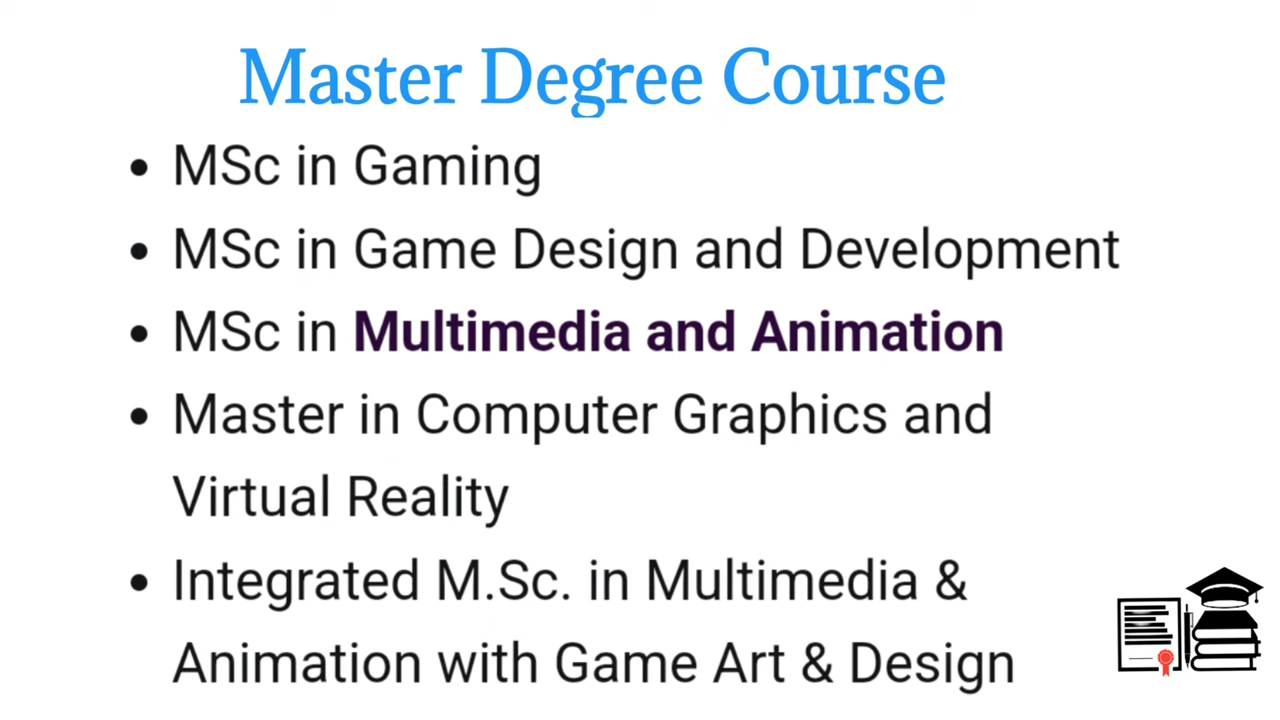 Master Degree Course
• MSc in Gaming
• MSc in Game Design and Development
• MSc in Multimedia and Animation
• Master in Computer Graphics and
Virtual Reality
• Integrated M.Sc. in Multimedia &
Animation with Game Art & Design